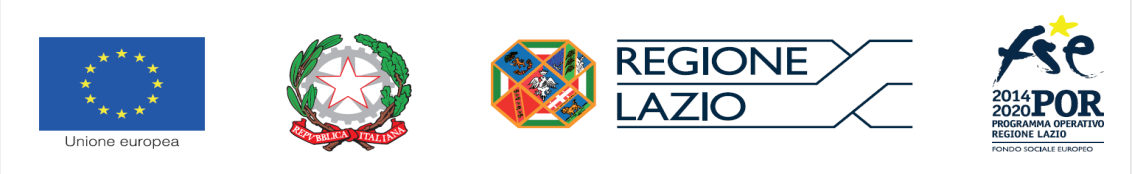 Unione europea
REPVBBLICA ITALIANA
REGIONE
LAZIO
fse
2014
2020 POR
PROGRAMMA OPERATIVO
REGIONE LAZIO
FONDO SOCIALE EUROPEO